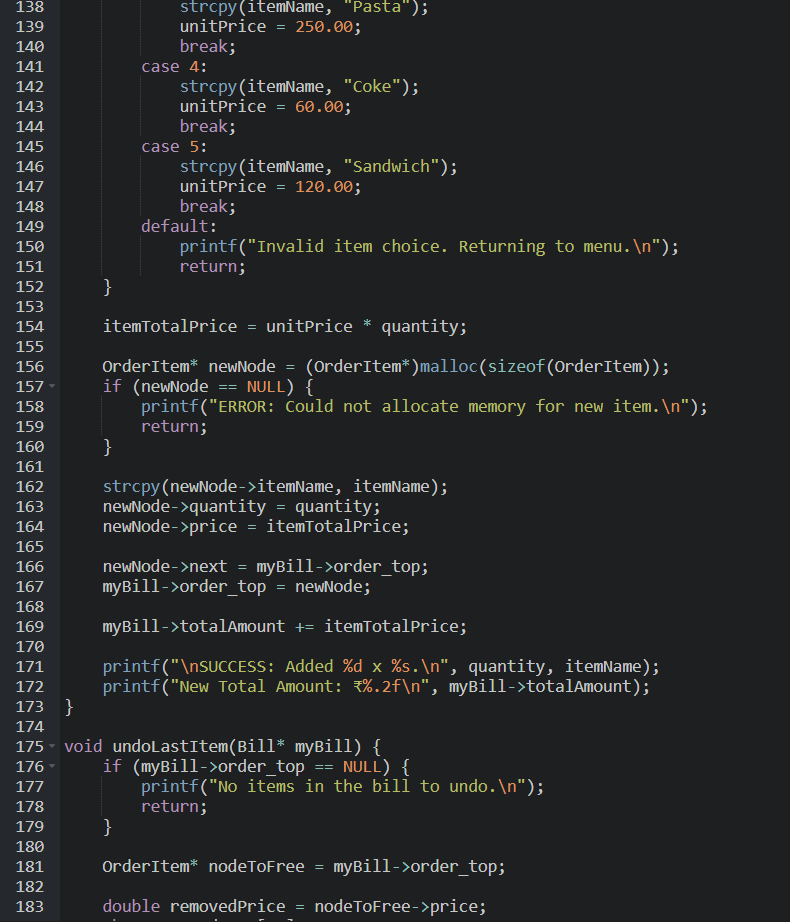 138 strcpy(itemName, "Pasta");
139 unitPrice = 250.00;
140 break;
141 case 4:
142 strcpy(itemName, "Coke");
143 unitPrice = 60.00;
144 break;
145 case 5:
146 strcpy(itemName, "Sandwich");
147 unitPrice = 120.00;
148 break;
149 default:
150 printf("Invalid item choice. Returning to menu.\n");
151 return;
152 }
153
154 itemTotalPrice = unitPrice * quantity;
155
156 OrderItem* newNode = (OrderItem*)malloc(sizeof(OrderItem));
157 if (newNode == NULL) {
158 printf("ERROR: Could not allocate memory for new item.\n");
159 return;
160 }
161
162 strcpy(newNode->itemName, itemName);
163 newNode->quantity = quantity;
164 newNode->price = itemTotalPrice;
165
166 newNode->next = myBill->order_top;
167 myBill->order_top = newNode;
168
169 myBill->totalAmount += itemTotalPrice;
170
171 printf("\nSUCCESS: Added %d x %s.\n", quantity, itemName);
172 printf("New Total Amount: ₹%.2f\n", myBill->totalAmount);
173 }
174
175 void undoLastItem(Bill* myBill) {
176 if (myBill->order_top == NULL) {
177 printf("No items in the bill to undo.\n");
178 return;
179 }
180
181 OrderItem* nodeToFree = myBill->order_top;
182
183 double removedPrice = nodeToFree->price;